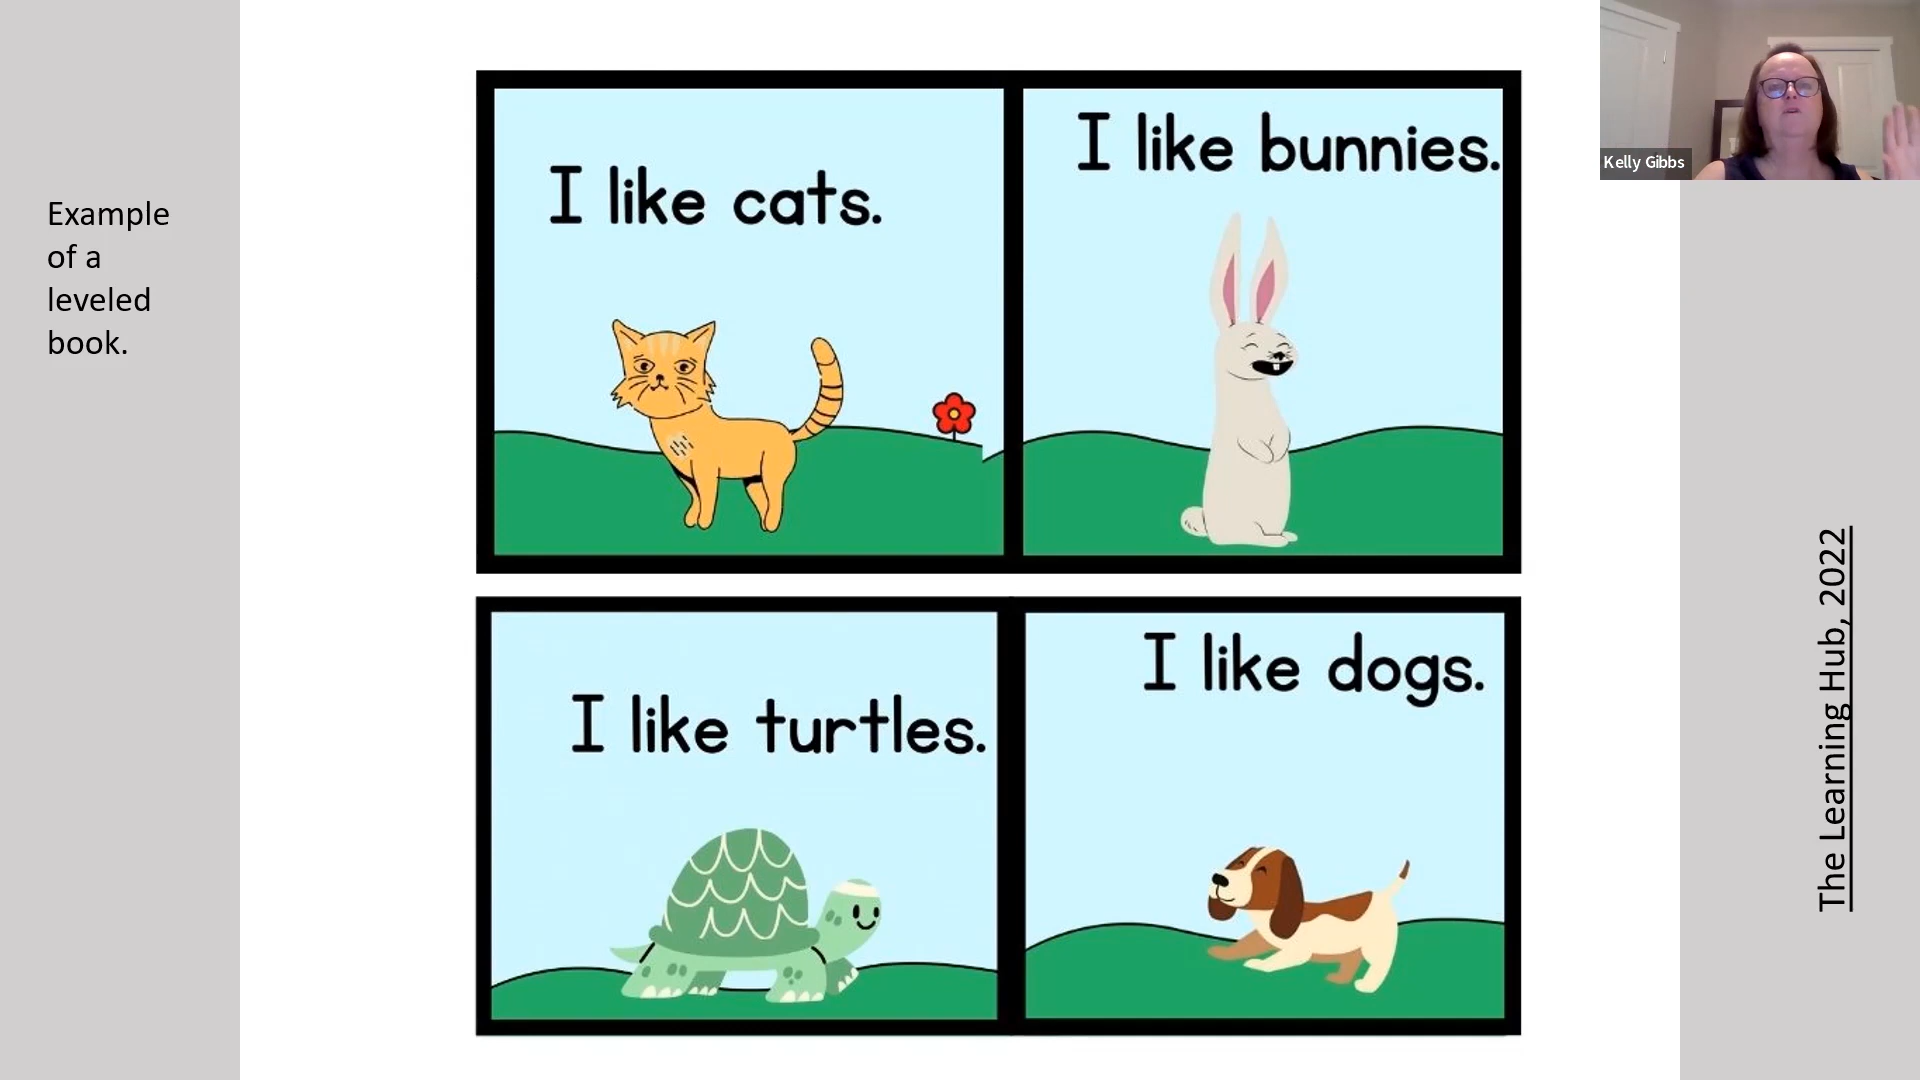 Example
of a
leveled
book.
I like cats.
I like bunnies.
I like turtles.
I like dogs.
Kelly Gibbs
The Learning Hub, 2022